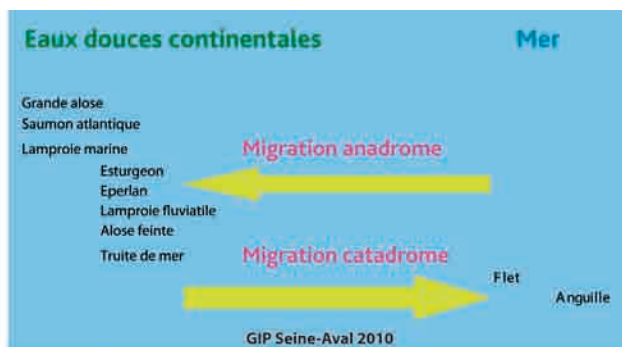 Eaux douces continentales Mer
Grande alose
Saumon atlantique
Lamproie marine Migration anadrome
Esturgeon
Eperlan
Lamproie fluviatile
Alose feinte
Truite de mer Migration catadrome
Flet
Anguille
GIP Seine-Aval 2010